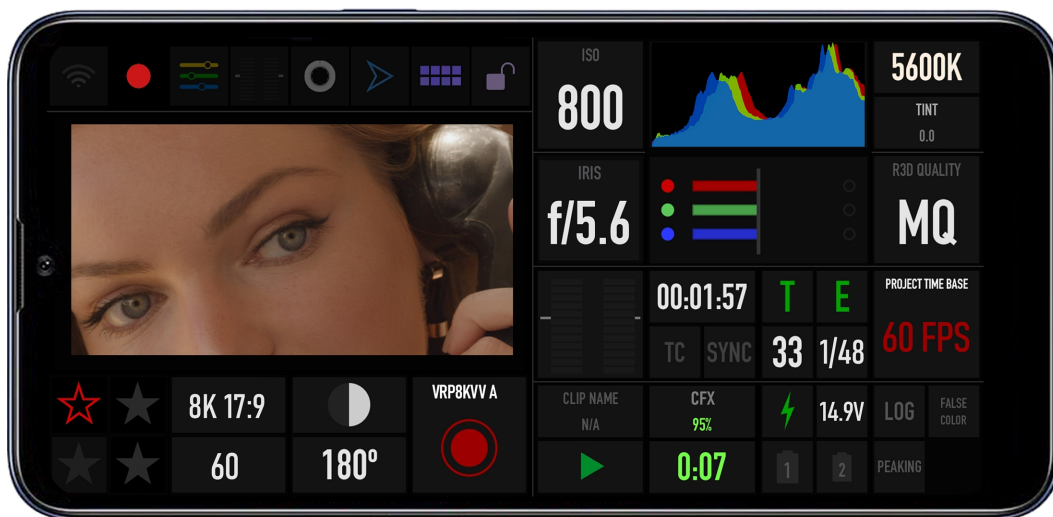 ISO
800
5600K
TINT
0.0
IRIS
f/5.6
R3D QUALITY
MQ
00:01:57
T
E
PROJECT TIME BASE
60 FPS
TC
SYNC
33
1/48
8K 17:9
VRP8KVV A
CLIP NAME
N/A
CFX
95%
14.9V
LOG
FALSE
COLOR
60
180º
0:07
1
2
PEAKING